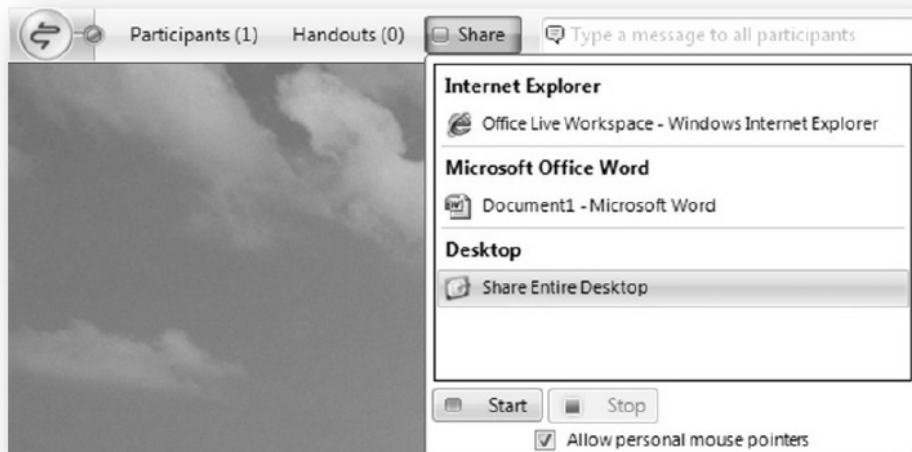 Participants (1) Handouts (0) Share Type a message to all participants
Internet Explorer
Office Live Workspace - Windows Internet Explorer
Microsoft Office Word
Document1 - Microsoft Word
Desktop
Share Entire Desktop
Start Stop
Allow personal mouse pointers